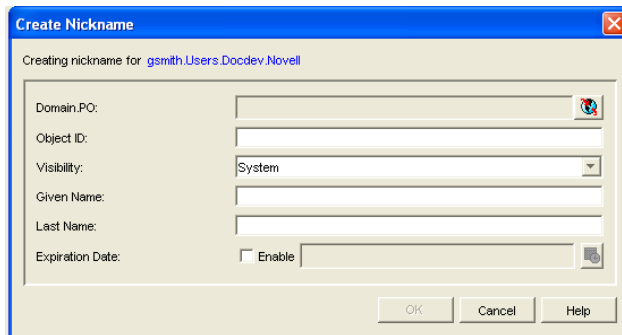 Create Nickname
Creating nickname for gsmith.Users.Docdev.Novell
Domain.PO:
Object ID:
Visibility: System
Given Name:
Last Name:
Expiration Date: Enable
OK Cancel Help